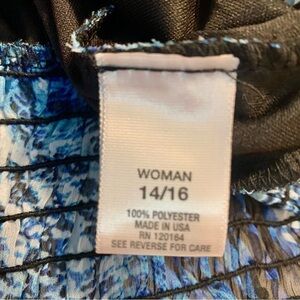 WOMAN
14/16
100% POLYESTER
MADE IN USA
RN 120164
SEE REVERSE FOR CARE